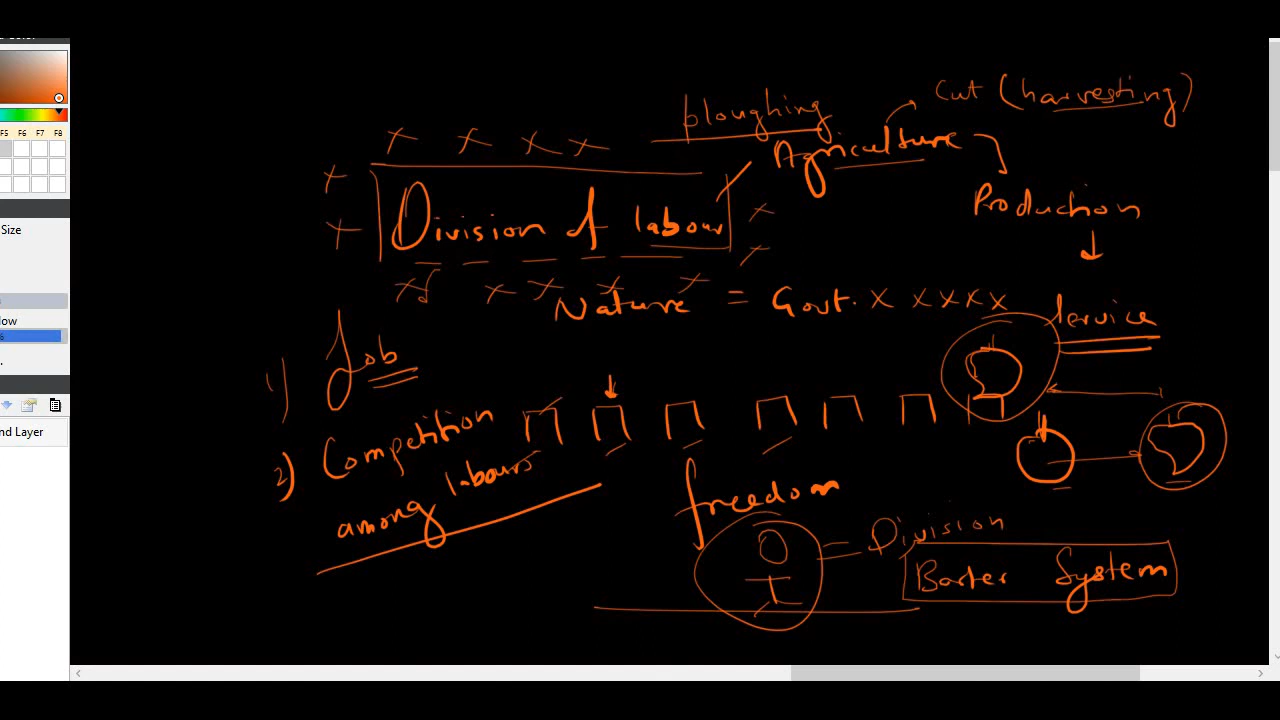 F5 F6 F7 F8
Size
ploughing
cut (harvesting)
Agriculture
Production
Division of labour
Nature = Govt. x x x x x
Service
1) Job
2) Competition
among labours
freedom
= Division
Barter System
nd Layer